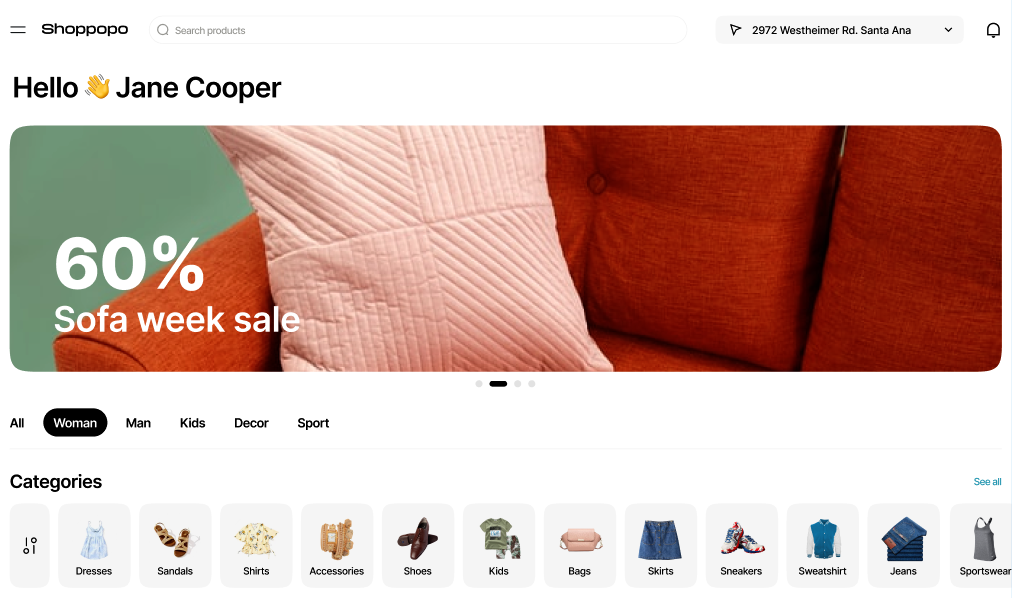 Shoppopo
Search products
2972 Westheimer Rd. Santa Ana
Hello 👋 Jane Cooper
60%
Sofa week sale
All
Woman
Man
Kids
Decor
Sport
Categories
See all
Dresses
Sandals
Shirts
Accessories
Shoes
Kids
Bags
Skirts
Sneakers
Sweatshirt
Jeans
Sportswear